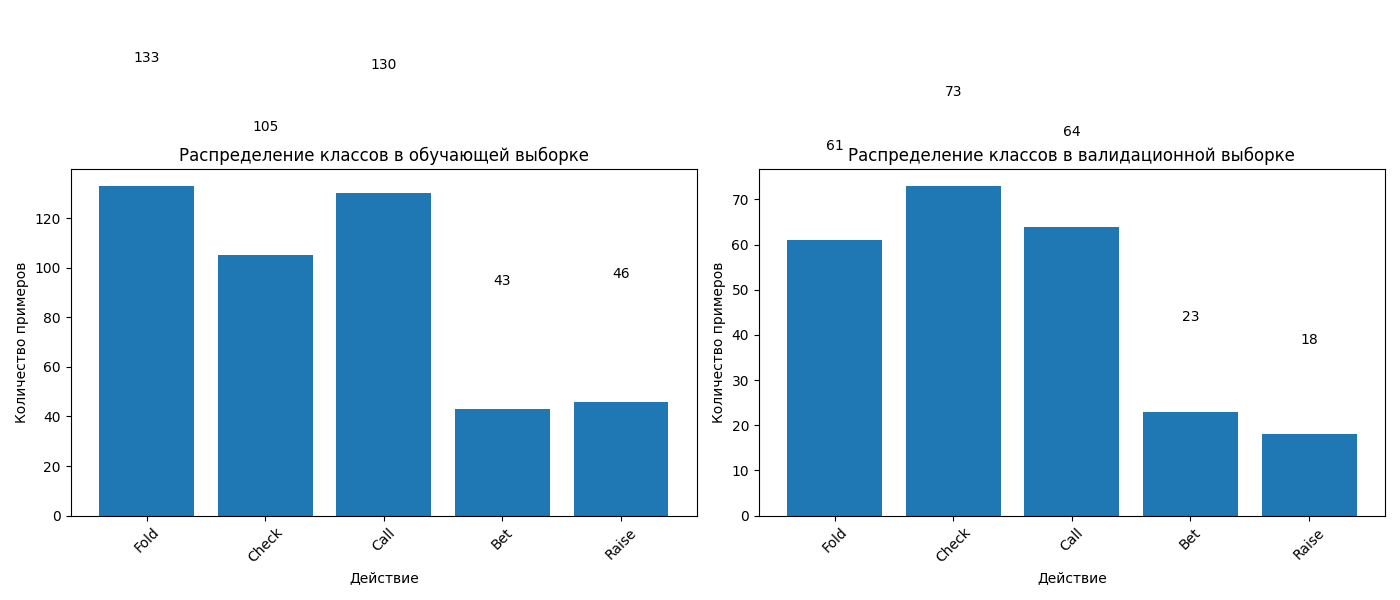 133
105
130
43
46
Распределение классов в обучающей выборке
Количество примеров
120
100
80
60
40
20
0
Fold
Check
Call
Bet
Raise
Действие
61
73
64
23
18
Распределение классов в валидационной выборке
Количество примеров
70
60
50
40
30
20
10
0
Fold
Check
Call
Bet
Raise
Действие